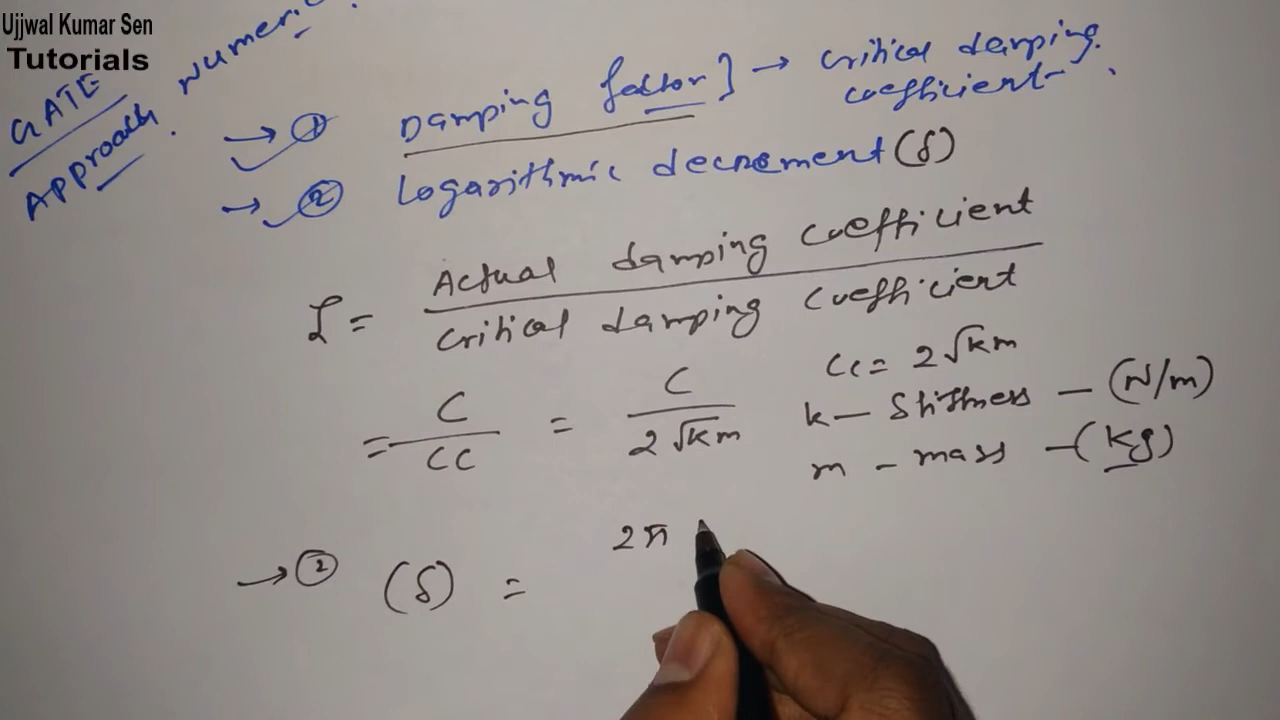 Ujjwal Kumar Sen
Tutorials
GATE
APProach Numeric
→ ① Damping factor] → critical damping
coefficient
→ ② Logarithmic decrement (δ)
ξ = Actual damping coefficient
critical damping coefficient
= C / CC = C / 2√km
Cc = 2√km
k — Stiffness — (N/m)
m - mass - (kg)
→ ② (δ) = 2π